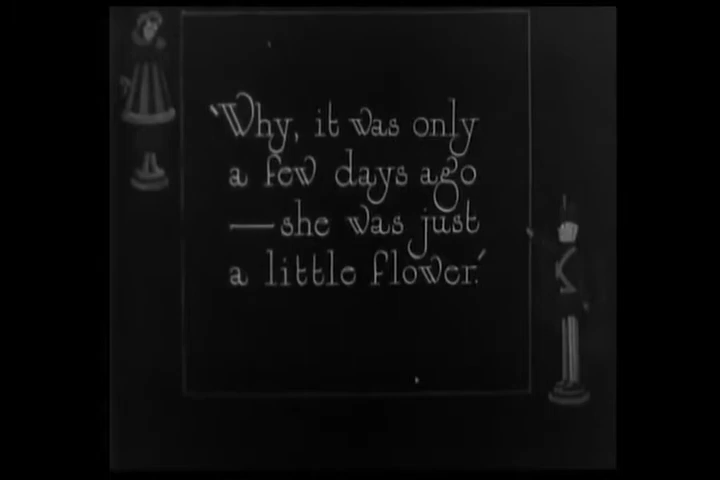 'Why, it was only
a few days ago
—she was just
a little flower.'